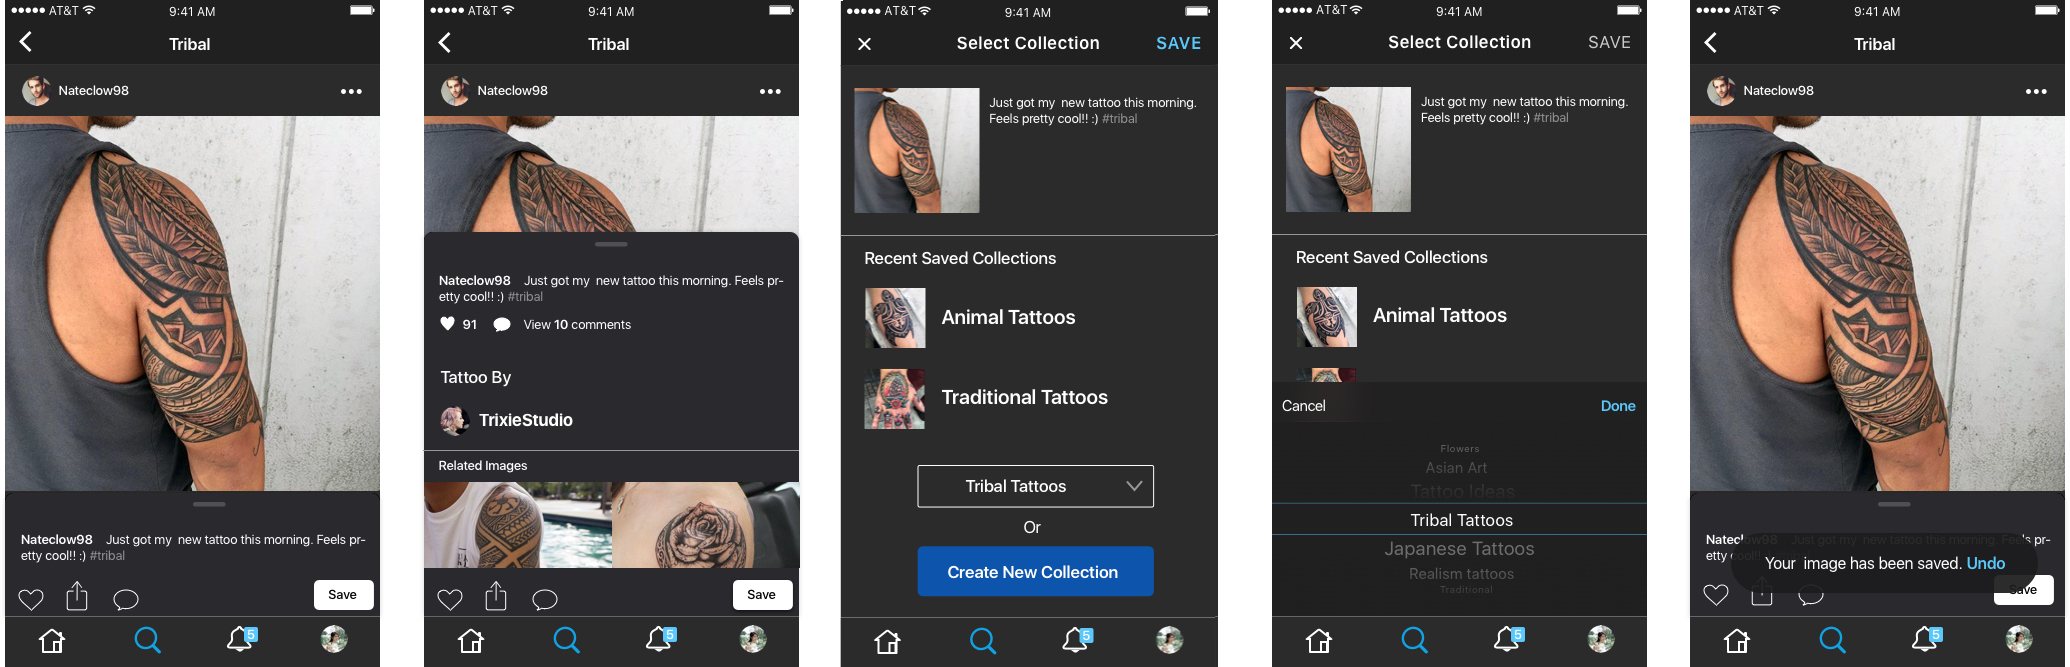 ●●●●● AT&T 9:41 AM
Tribal
Nateclow98
Nateclow98 Just got my new tattoo this morning. Feels pr-
etty cool!! :) #tribal
Save
5
●●●●● AT&T 9:41 AM
Tribal
Nateclow98
Nateclow98 Just got my new tattoo this morning. Feels pr-
etty cool!! :) #tribal
91 View 10 comments
Tattoo By
TrixieStudio
Related Images
Save
5
●●●●● AT&T 9:41 AM
Select Collection SAVE
Just got my new tattoo this morning.
Feels pretty cool!! :) #tribal
Recent Saved Collections
Animal Tattoos
Traditional Tattoos
Tribal Tattoos
Or
Create New Collection
5
●●●●● AT&T 9:41 AM
Select Collection SAVE
Just got my new tattoo this morning.
Feels pretty cool!! :) #tribal
Recent Saved Collections
Animal Tattoos
Cancel Done
Flowers
Asian Art
Tattoo Ideas
Tribal Tattoos
Japanese Tattoos
Realism tattoos
Traditional
5
●●●●● AT&T 9:41 AM
Tribal
Nateclow98
Nateclow98 Just got my new tattoo this morning. Feels pr-
etty cool!! :) #tribal
Your image has been saved. Undo
Save
5